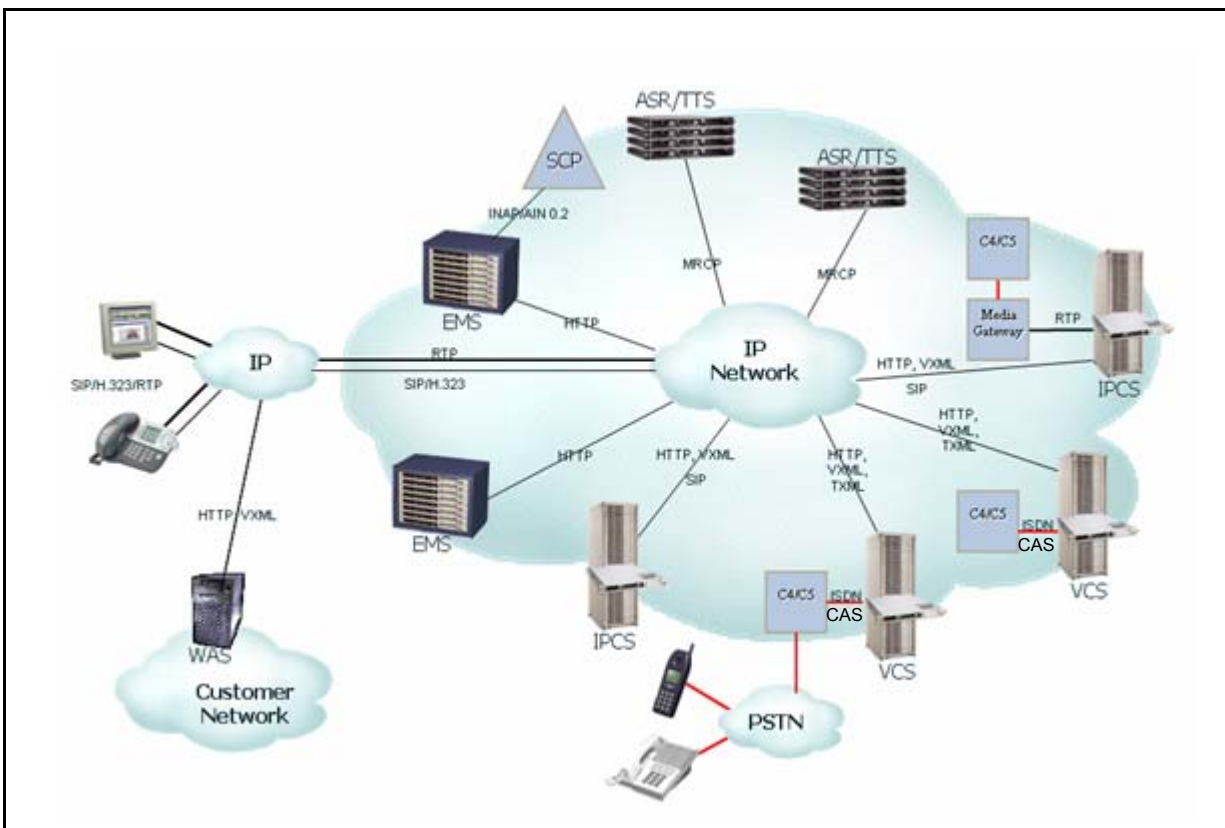 ASR/TTS
SCP
ASR/TTS
INAP/AIN 0.2
C4/C5
MRCP
MRCP
EMS
HTTP
Media
Gateway
RTP
IP
RTP
IP
Network
SIP/H.323/RTP
SIP/H.323
HTTP, VXML
SIP
IPCS
HTTP,
VXML,
TXML
HTTP
HTTP, VXML
SIP
HTTP,
VXML,
TXML
HTTP, VXML
EMS
C4/C5
ISDN
CAS
C4/C5
ISDN
CAS
VCS
IPCS
WAS
VCS
Customer
Network
PSTN